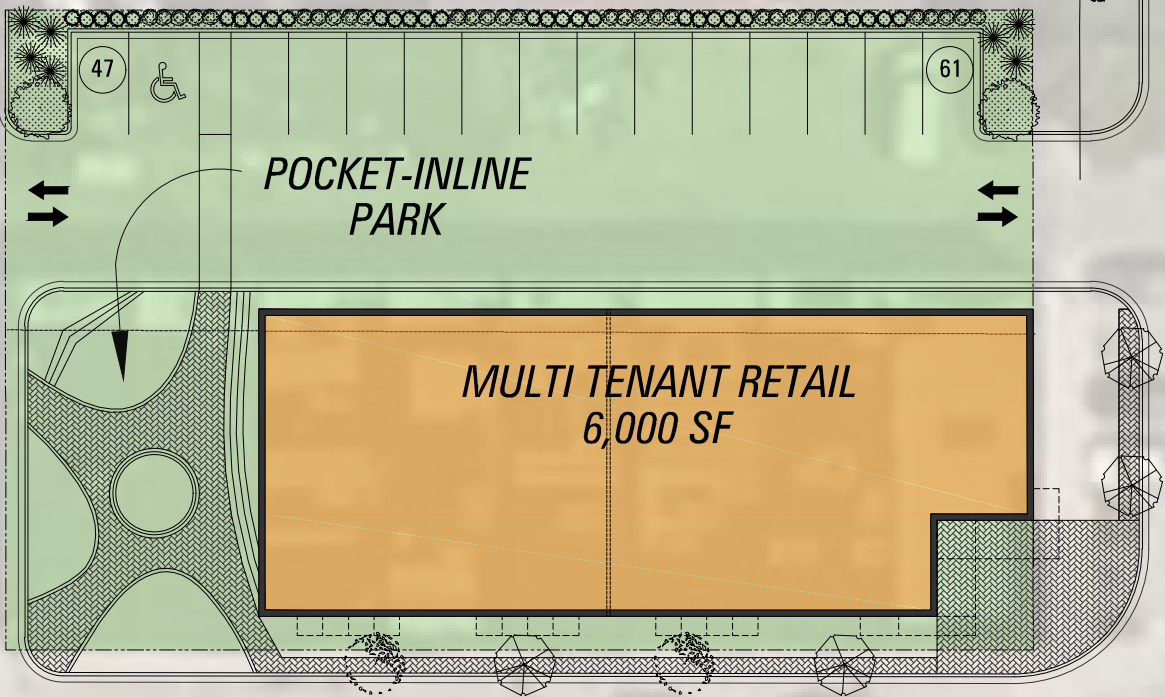 47
61
POCKET-INLINE
PARK
MULTI TENANT RETAIL
6,000 SF